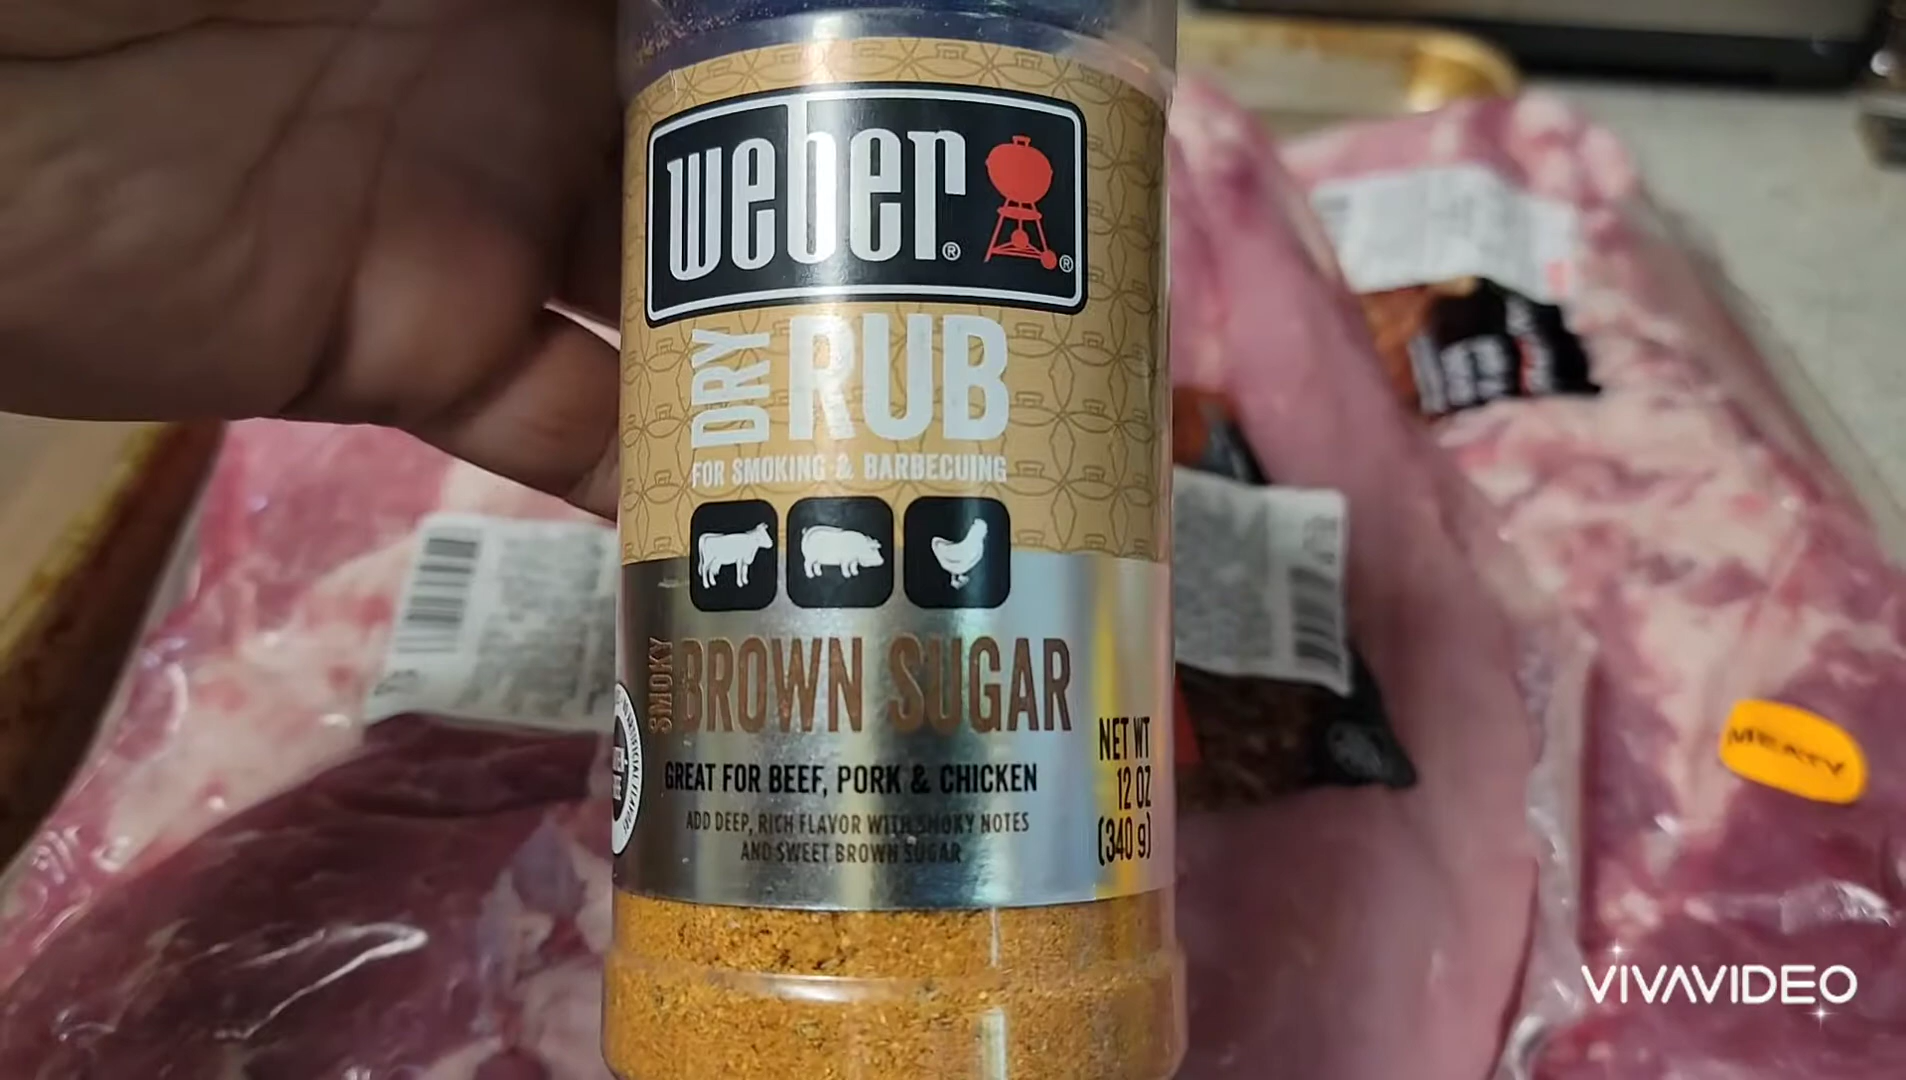 weber
DRY RUB
FOR SMOKING & BARBECUING
SMOKY BROWN SUGAR
GREAT FOR BEEF, PORK & CHICKEN
ADD DEEP, RICH FLAVOR WITH SMOKY NOTES
AND SWEET BROWN SUGAR
NET WT
12 OZ
(340 g)
MEATY
VIVAVIDEO